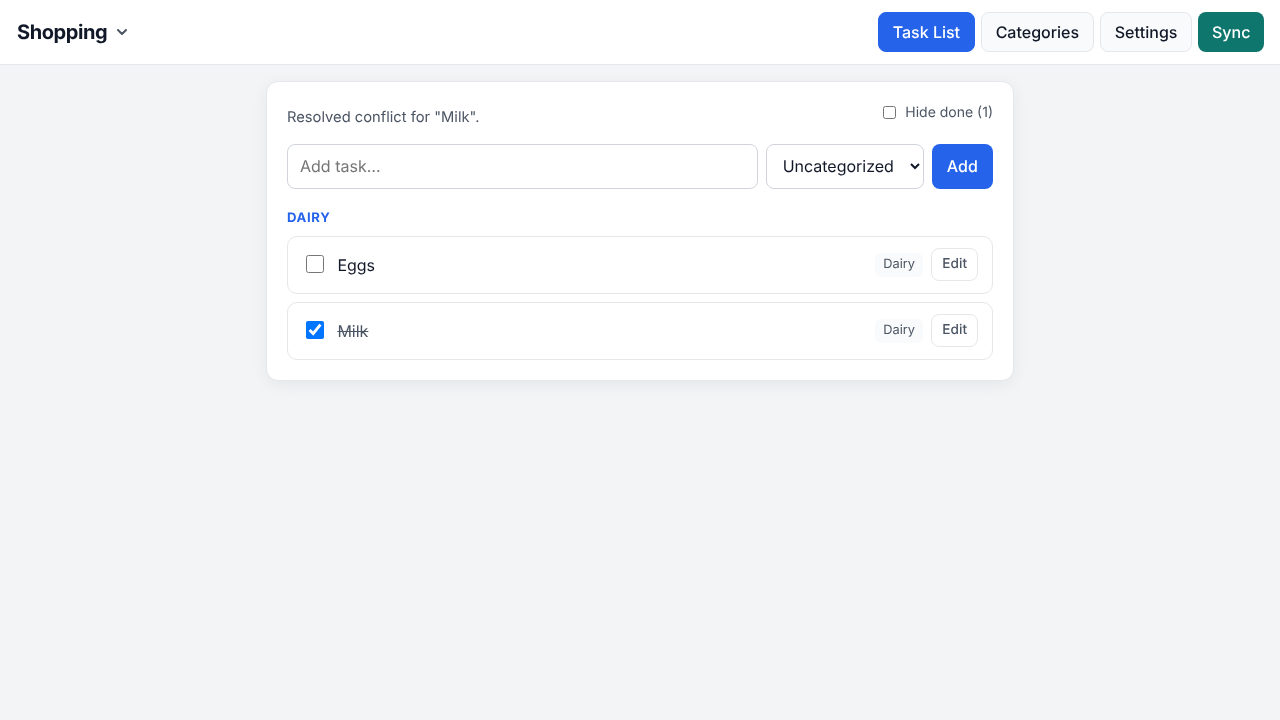 Shopping
Task List
Categories
Settings
Sync
Resolved conflict for "Milk".
Hide done (1)
Add task...
Uncategorized
Add
DAIRY
Eggs
Dairy
Edit
Milk
Dairy
Edit